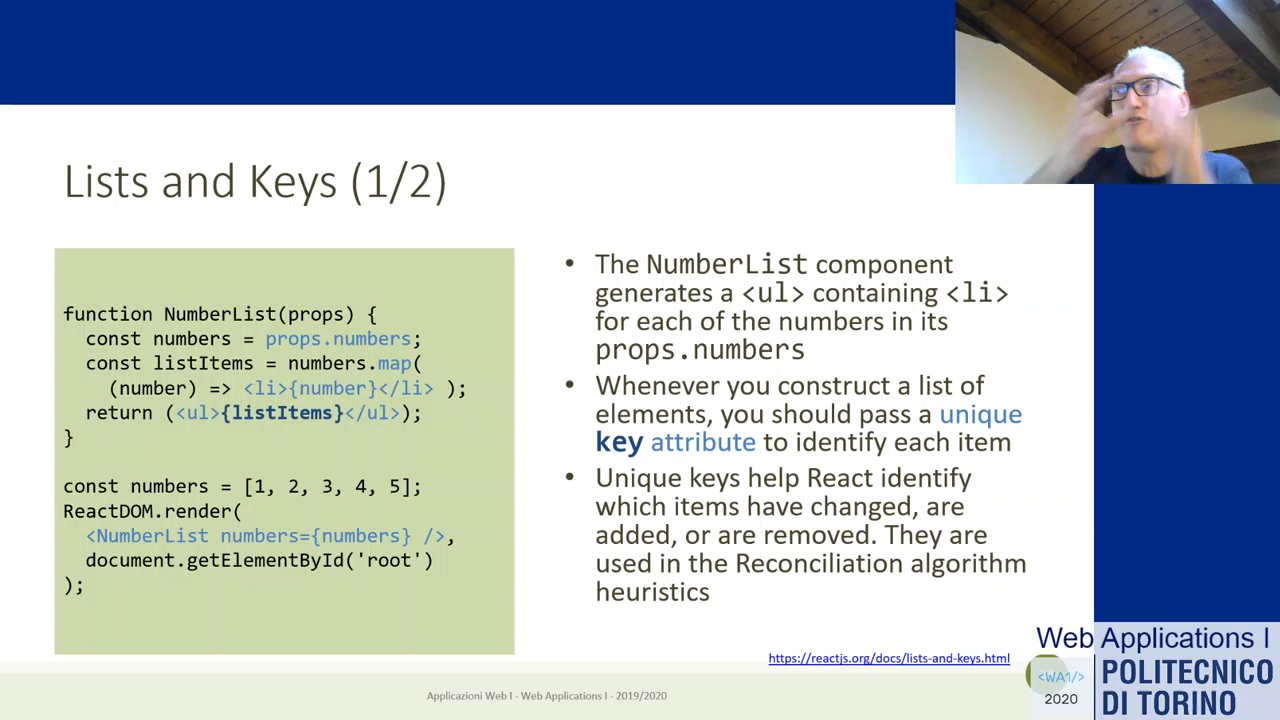 Lists and Keys (1/2)
function NumberList(props) {
const numbers = props.numbers;
const listItems = numbers.map(
(number) => <li>{number}</li> );
return (<ul>{listItems}</ul>);
}
const numbers = [1, 2, 3, 4, 5];
ReactDOM.render(
<NumberList numbers={numbers} />,
document.getElementById('root')
);
• The NumberList component
generates a <ul> containing <li>
for each of the numbers in its
props.numbers
• Whenever you construct a list of
elements, you should pass a unique
key attribute to identify each item
• Unique keys help React identify
which items have changed, are
added, or are removed. They are
used in the Reconciliation algorithm
heuristics
https://reactjs.org/docs/lists-and-keys.html
Applicazioni Web I - Web Applications I - 2019/2020
Web Applications I
<WA1/>
2020
POLITECNICO
DI TORINO